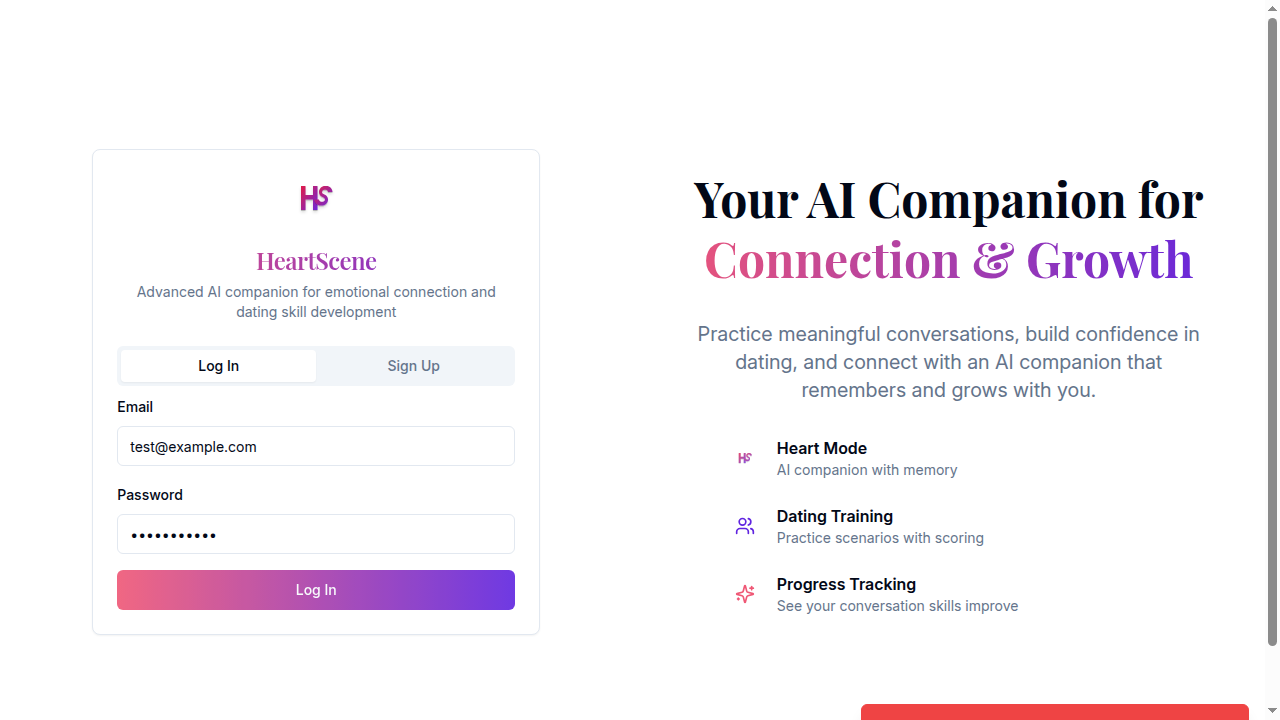 HS
HeartScene
Advanced AI companion for emotional connection and
dating skill development
Log In
Sign Up
Email
test@example.com
Password
•••••••••••
Log In
Your AI Companion for
Connection & Growth
Practice meaningful conversations, build confidence in
dating, and connect with an AI companion that
remembers and grows with you.
HS
Heart Mode
AI companion with memory
Dating Training
Practice scenarios with scoring
Progress Tracking
See your conversation skills improve